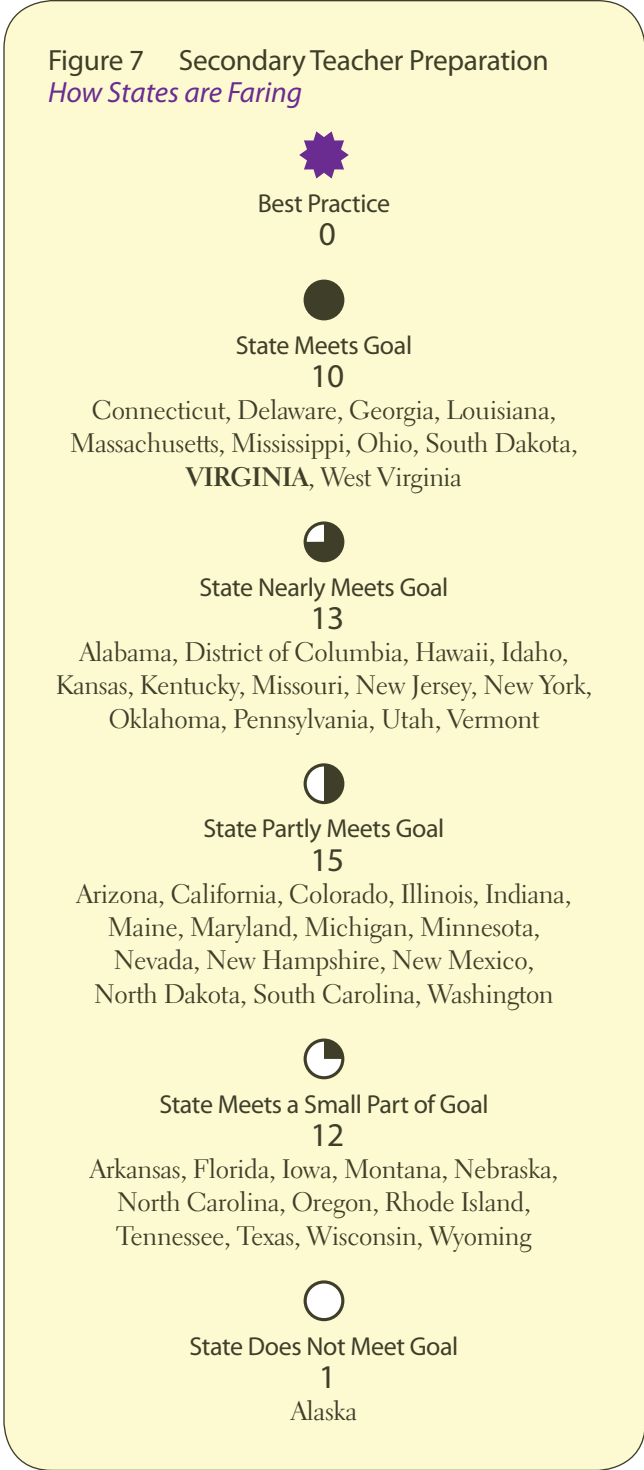 Figure 7 Secondary Teacher Preparation
How States are Faring
Best Practice
0
State Meets Goal
10
Connecticut, Delaware, Georgia, Louisiana,
Massachusetts, Mississippi, Ohio, South Dakota,
VIRGINIA, West Virginia
State Nearly Meets Goal
13
Alabama, District of Columbia, Hawaii, Idaho,
Kansas, Kentucky, Missouri, New Jersey, New York,
Oklahoma, Pennsylvania, Utah, Vermont
State Partly Meets Goal
15
Arizona, California, Colorado, Illinois, Indiana,
Maine, Maryland, Michigan, Minnesota,
Nevada, New Hampshire, New Mexico,
North Dakota, South Carolina, Washington
State Meets a Small Part of Goal
12
Arkansas, Florida, Iowa, Montana, Nebraska,
North Carolina, Oregon, Rhode Island,
Tennessee, Texas, Wisconsin, Wyoming
State Does Not Meet Goal
1
Alaska